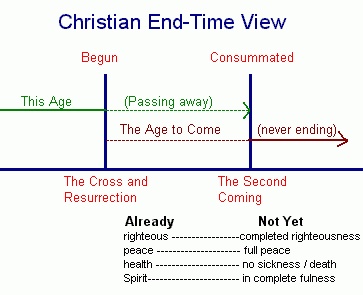 Christian End-Time View
Begun Consummated
This Age (Passing away)
The Age to Come (never ending)
The Cross and The Second
Resurrection Coming
Already Not Yet
righteous -------------------completed righteousness
peace ----------------------- full peace
health ----------------------- no sickness / death
Spirit------------------------- in complete fulness